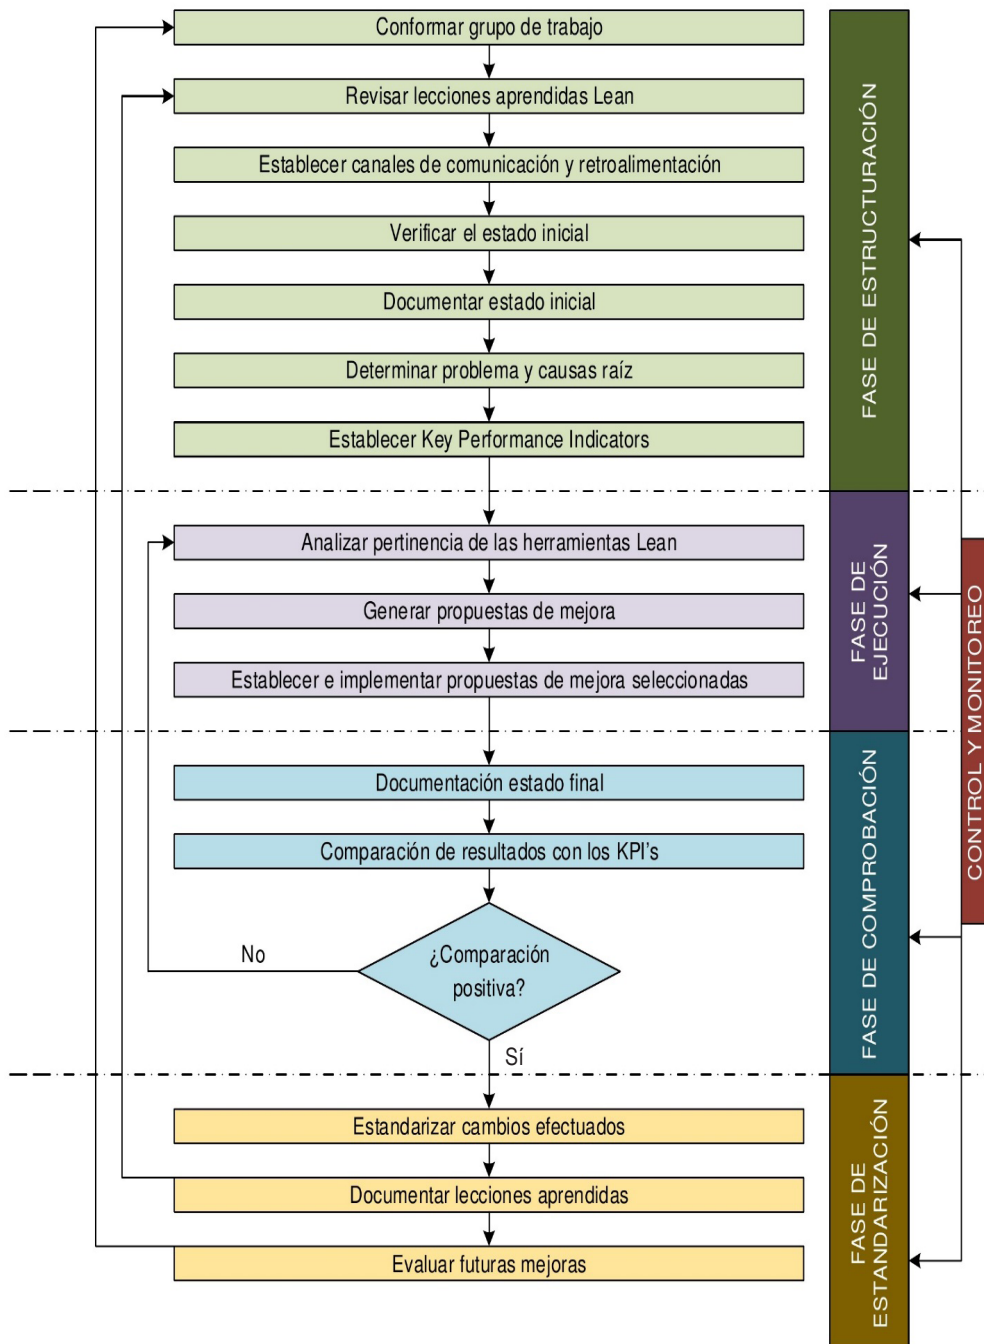 Conformar grupo de trabajo
Revisar lecciones aprendidas Lean
Establecer canales de comunicación y retroalimentación
Verificar el estado inicial
Documentar estado inicial
Determinar problema y causas raíz
Establecer Key Performance Indicators
FASE DE ESTRUCTURACIÓN
Analizar pertinencia de las herramientas Lean
Generar propuestas de mejora
Establecer e implementar propuestas de mejora seleccionadas
FASE DE
EJECUCIÓN
Documentación estado final
Comparación de resultados con los KPI's
¿Comparación
positiva?
No
Sí
FASE DE COMPROBACIÓN
Estandarizar cambios efectuados
Documentar lecciones aprendidas
Evaluar futuras mejoras
FASE DE
ESTANDARIZACIÓN
CONTROL Y MONITOREO